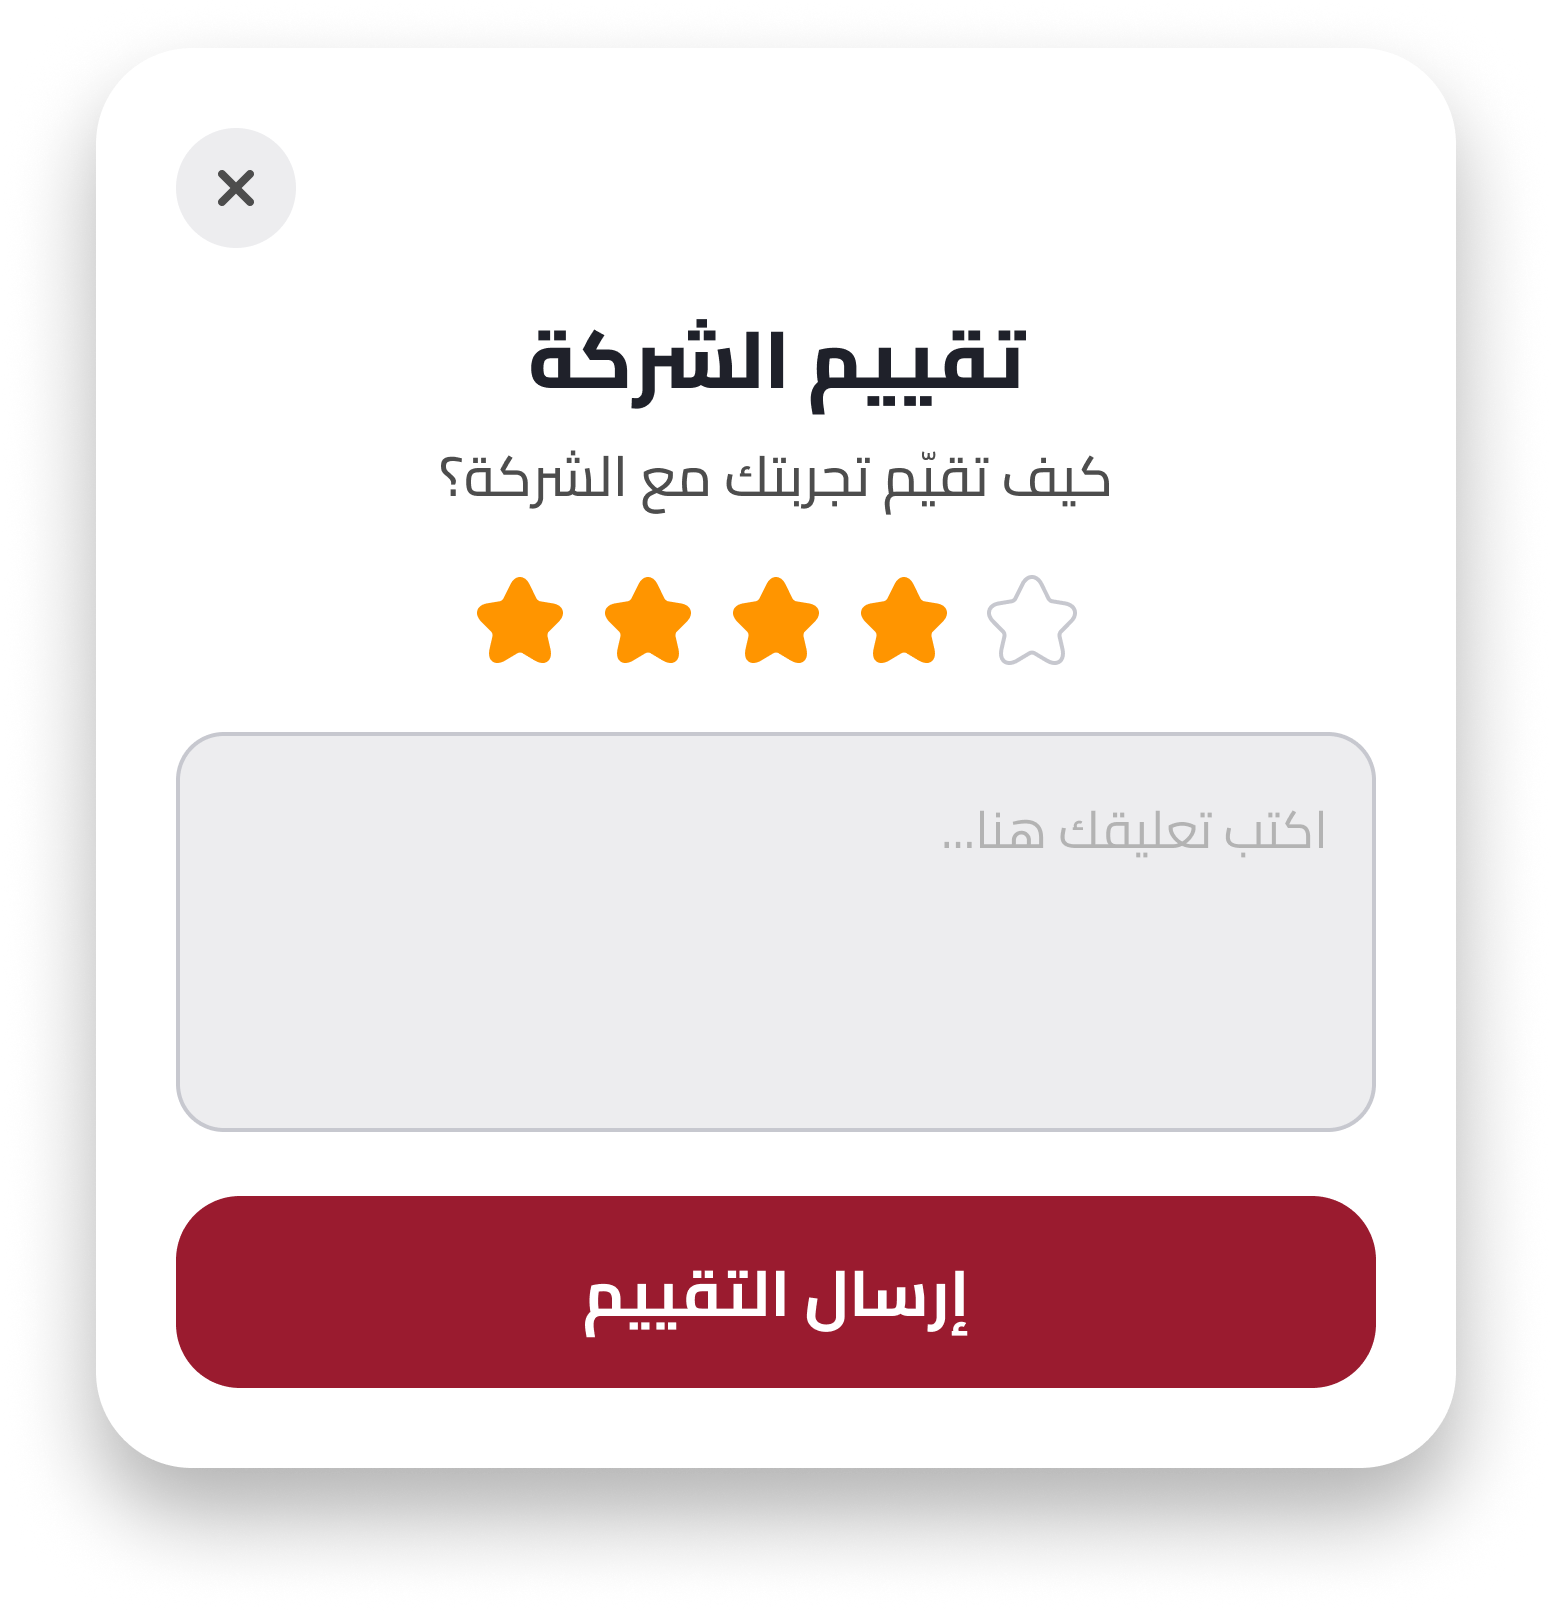 تقييم الشركة
كيف تقيّم تجربتك مع الشركة؟
اكتب تعليقك هنا...
إرسال التقييم